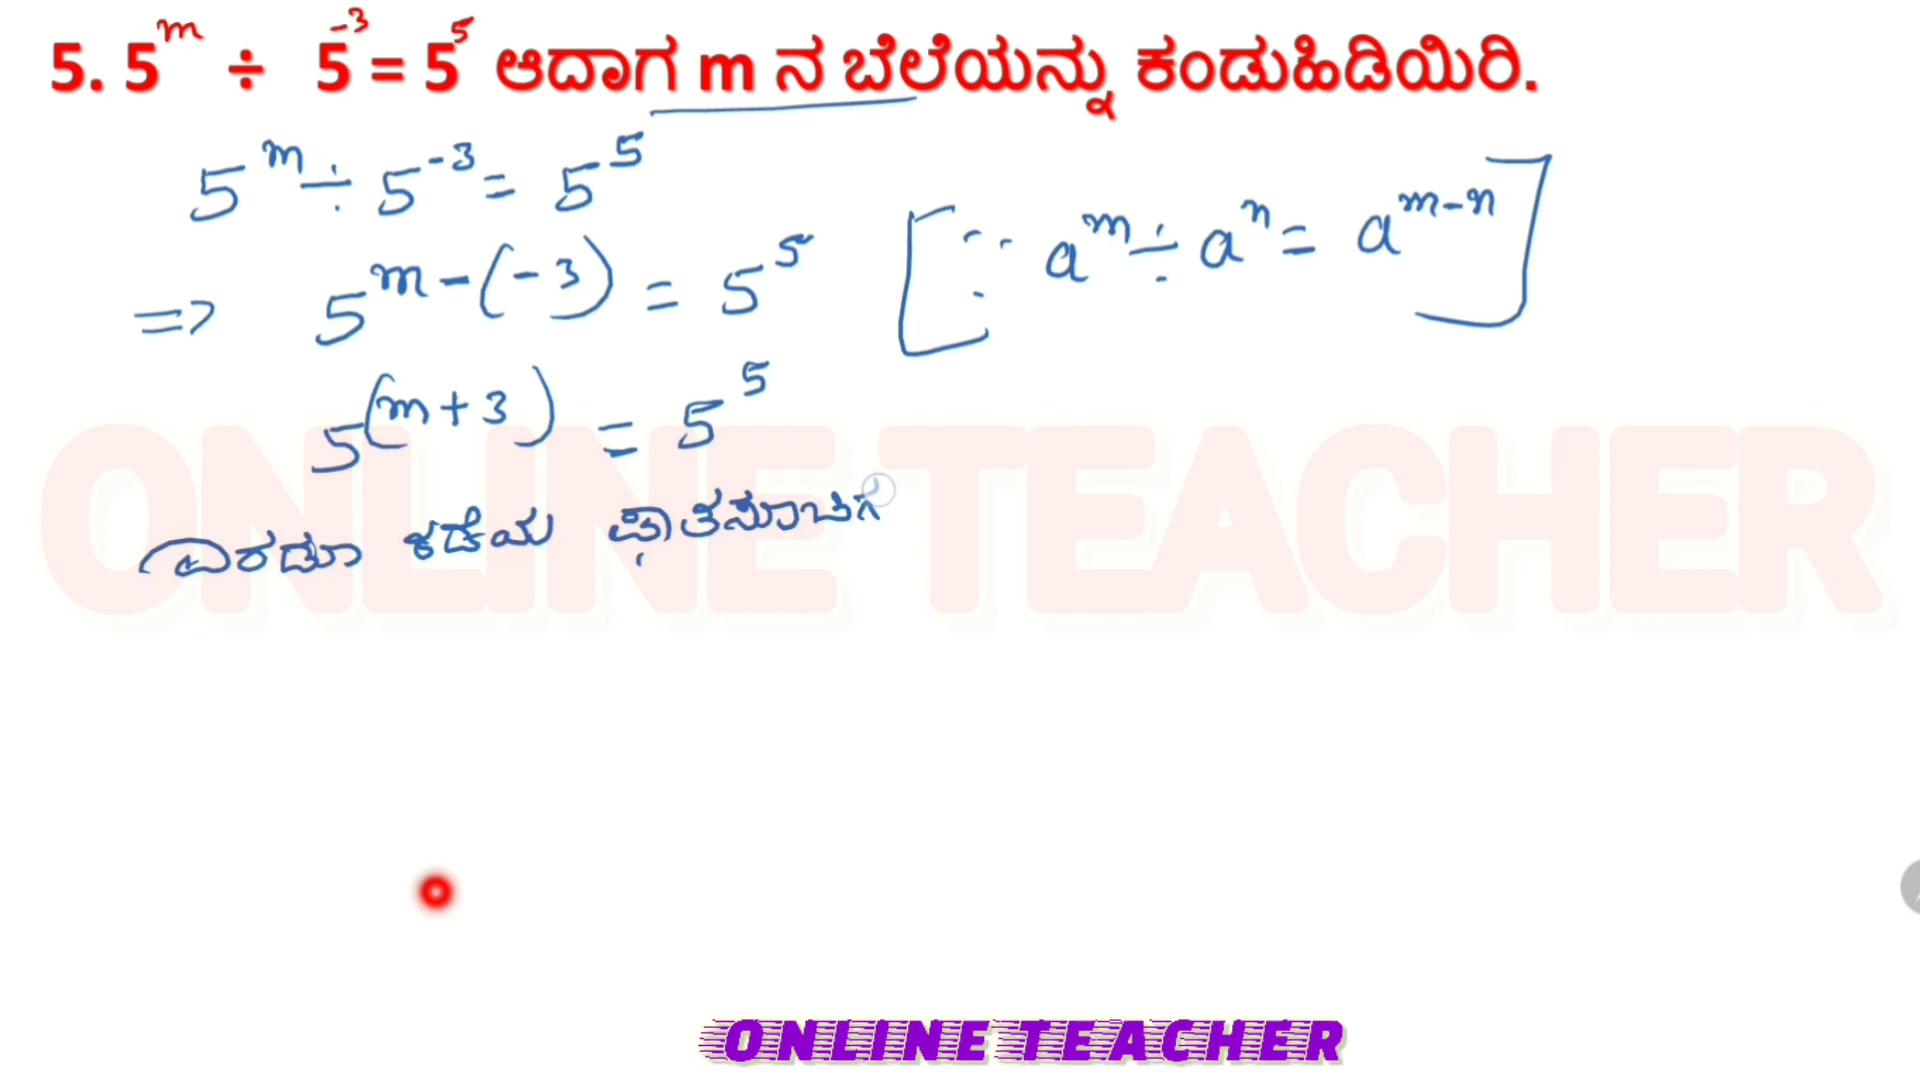 5. 5^m ÷ 5^-3 = 5^5 ಆದಾಗ m ನ ಬೆಲೆಯನ್ನು ಕಂಡುಹಿಡಿಯಿರಿ.
5^m ÷ 5^-3 = 5^5
=> 5^m-(-3) = 5^5 [∵ a^m ÷ a^n = a^m-n]
5^(m+3) = 5^5
ಎರಡೂ ಕಡೆಯ
ONLINE TEACHER
ONLINE TEACHER